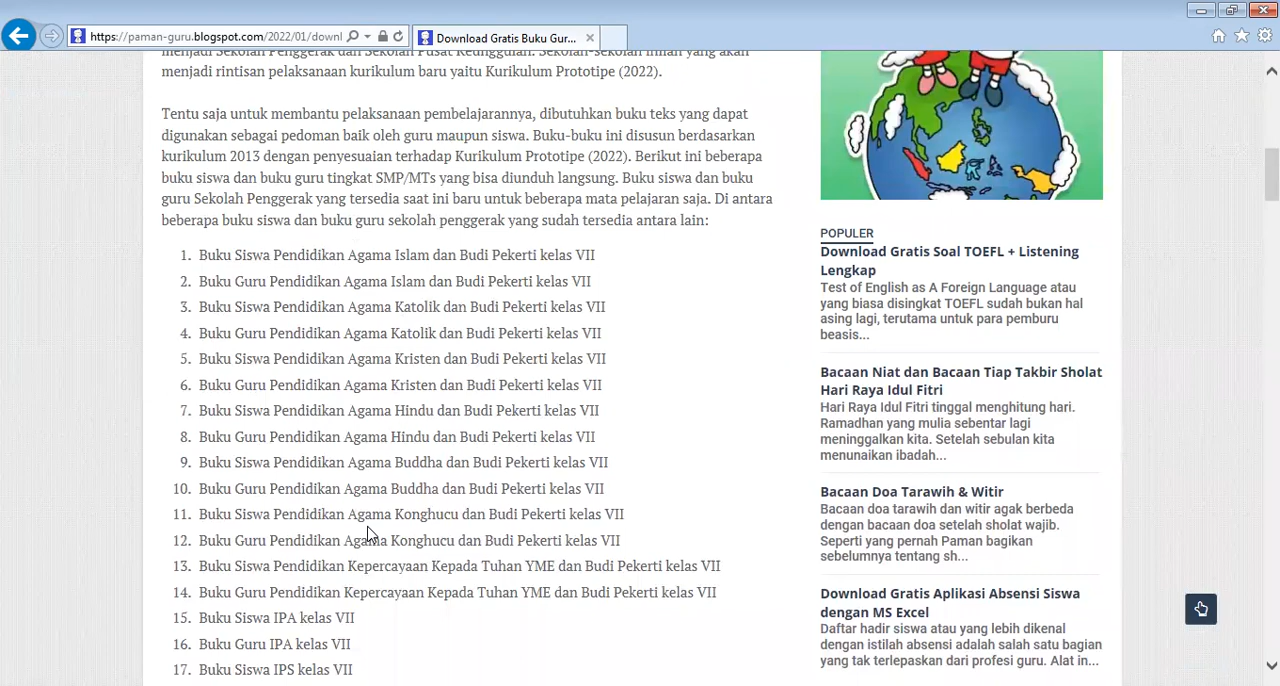 https://paman-guru.blogspot.com/2022/01/downl
Download Gratis Buku Gur...
menjadi Sekolah Penggerak dan Sekolah Pusat Keunggulan. Sekolah-sekolah inilah yang akan
menjadi rintisan pelaksanaan kurikulum baru yaitu Kurikulum Prototipe (2022).
Tentu saja untuk membantu pelaksanaan pembelajarannya, dibutuhkan buku teks yang dapat
digunakan sebagai pedoman baik oleh guru maupun siswa. Buku-buku ini disusun berdasarkan
kurikulum 2013 dengan penyesuaian terhadap Kurikulum Prototipe (2022). Berikut ini beberapa
buku siswa dan buku guru tingkat SMP/MTs yang bisa diunduh langsung. Buku siswa dan buku
guru Sekolah Penggerak yang tersedia saat ini baru untuk beberapa mata pelajaran saja. Di antara
beberapa buku siswa dan buku guru sekolah penggerak yang sudah tersedia antara lain:
1. Buku Siswa Pendidikan Agama Islam dan Budi Pekerti kelas VII
2. Buku Guru Pendidikan Agama Islam dan Budi Pekerti kelas VII
3. Buku Siswa Pendidikan Agama Katolik dan Budi Pekerti kelas VII
4. Buku Guru Pendidikan Agama Katolik dan Budi Pekerti kelas VII
5. Buku Siswa Pendidikan Agama Kristen dan Budi Pekerti kelas VII
6. Buku Guru Pendidikan Agama Kristen dan Budi Pekerti kelas VII
7. Buku Siswa Pendidikan Agama Hindu dan Budi Pekerti kelas VII
8. Buku Guru Pendidikan Agama Hindu dan Budi Pekerti kelas VII
9. Buku Siswa Pendidikan Agama Buddha dan Budi Pekerti kelas VII
10. Buku Guru Pendidikan Agama Buddha dan Budi Pekerti kelas VII
11. Buku Siswa Pendidikan Agama Konghucu dan Budi Pekerti kelas VII
12. Buku Guru Pendidikan Agama Konghucu dan Budi Pekerti kelas VII
13. Buku Siswa Pendidikan Kepercayaan Kepada Tuhan YME dan Budi Pekerti kelas VII
14. Buku Guru Pendidikan Kepercayaan Kepada Tuhan YME dan Budi Pekerti kelas VII
15. Buku Siswa IPA kelas VII
16. Buku Guru IPA kelas VII
17. Buku Siswa IPS kelas VII
POPULER
Download Gratis Soal TOEFL + Listening
Lengkap
Test of English as A Foreign Language atau
yang biasa disingkat TOEFL sudah bukan hal
asing lagi, terutama untuk para pemburu
beasis...
Bacaan Niat dan Bacaan Tiap Takbir Sholat
Hari Raya Idul Fitri
Hari Raya Idul Fitri tinggal menghitung hari.
Ramadhan yang mulia sebentar lagi
meninggalkan kita. Setelah sebulan kita
menunaikan ibadah...
Bacaan Doa Tarawih & Witir
Bacaan doa tarawih dan witir agak berbeda
dengan bacaan doa setelah sholat wajib.
Seperti yang pernah Paman bagikan
sebelumnya tentang sh...
Download Gratis Aplikasi Absensi Siswa
dengan MS Excel
Daftar hadir siswa atau yang lebih dikenal
dengan istilah absensi adalah salah satu bagian
yang tak terlepaskan dari profesi guru. Alat in...